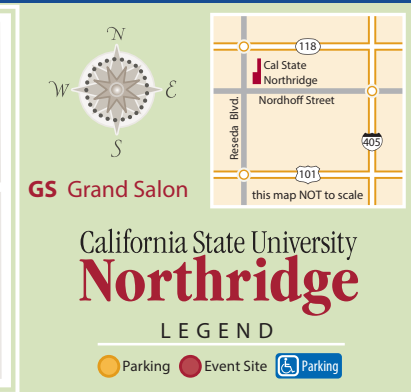 N
W
E
S
GS Grand Salon
118
Cal State
Northridge
Nordhoff Street
Reseda Blvd.
405
101
this map NOT to scale
California State University
Northridge
LEGEND
Parking Event Site Parking